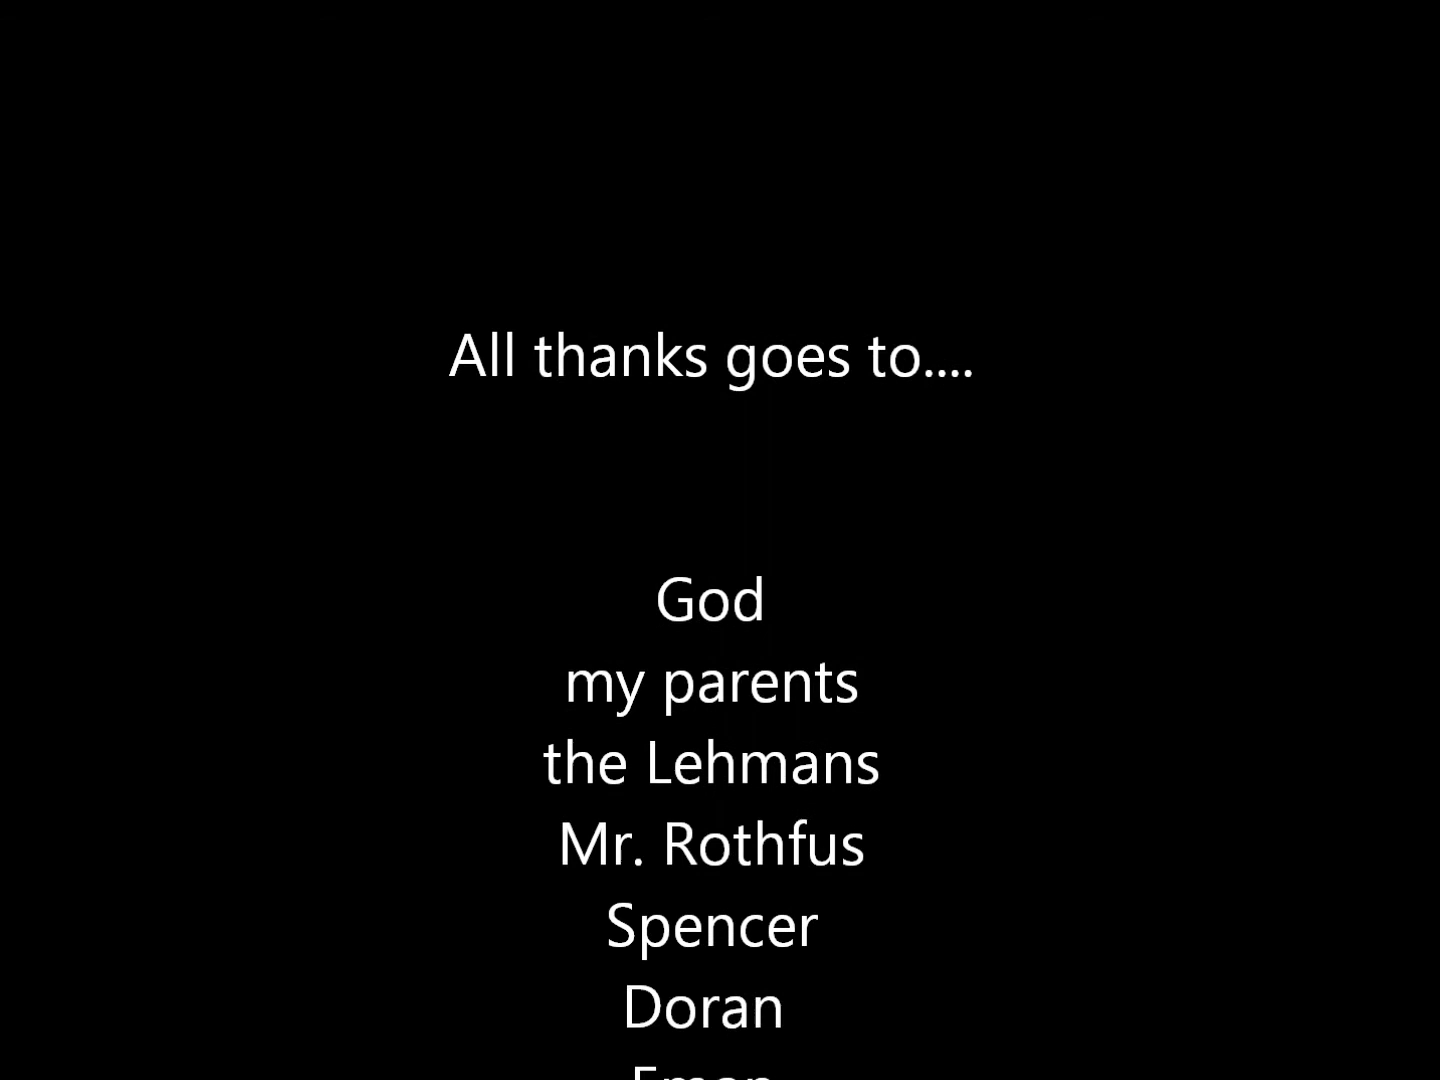 All thanks goes to....
God
my parents
the Lehmans
Mr. Rothfus
Spencer
Doran